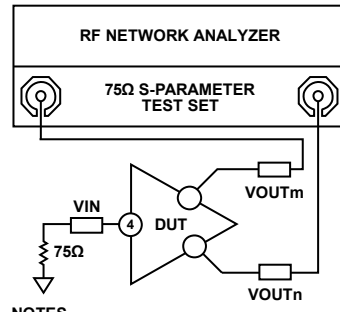 RF NETWORK ANALYZER
75Ω S-PARAMETER
TEST SET
VOUTm
VIN
4
DUT
75Ω
VOUTn
NOTES